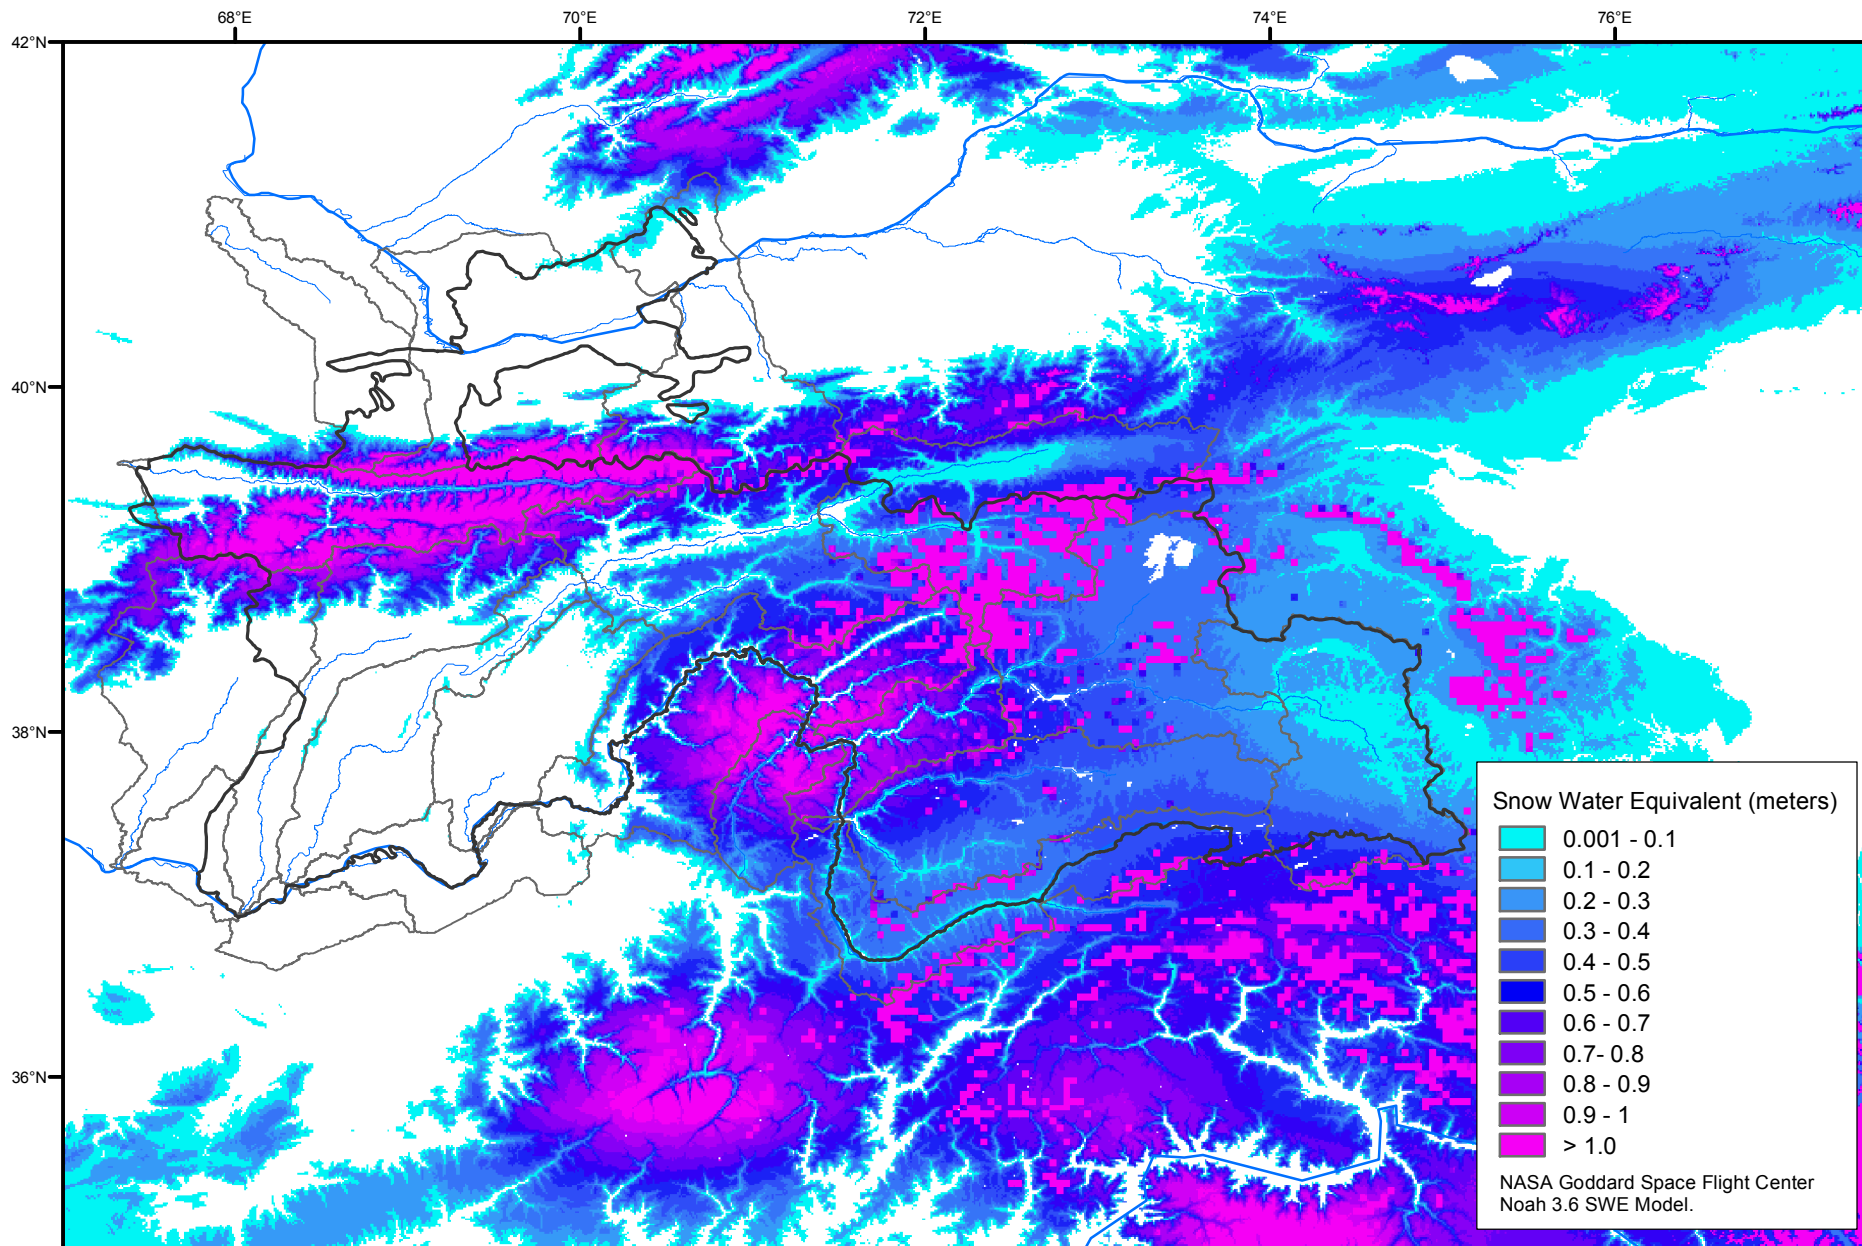 68°E
70°E
72°E
74°E
76°E
42°N
40°N
38°N
36°N
Snow Water Equivalent (meters)
0.001 - 0.1
0.1 - 0.2
0.2 - 0.3
0.3 - 0.4
0.4 - 0.5
0.5 - 0.6
0.6 - 0.7
0.7- 0.8
0.8 - 0.9
0.9 - 1
> 1.0
NASA Goddard Space Flight Center
Noah 3.6 SWE Model.